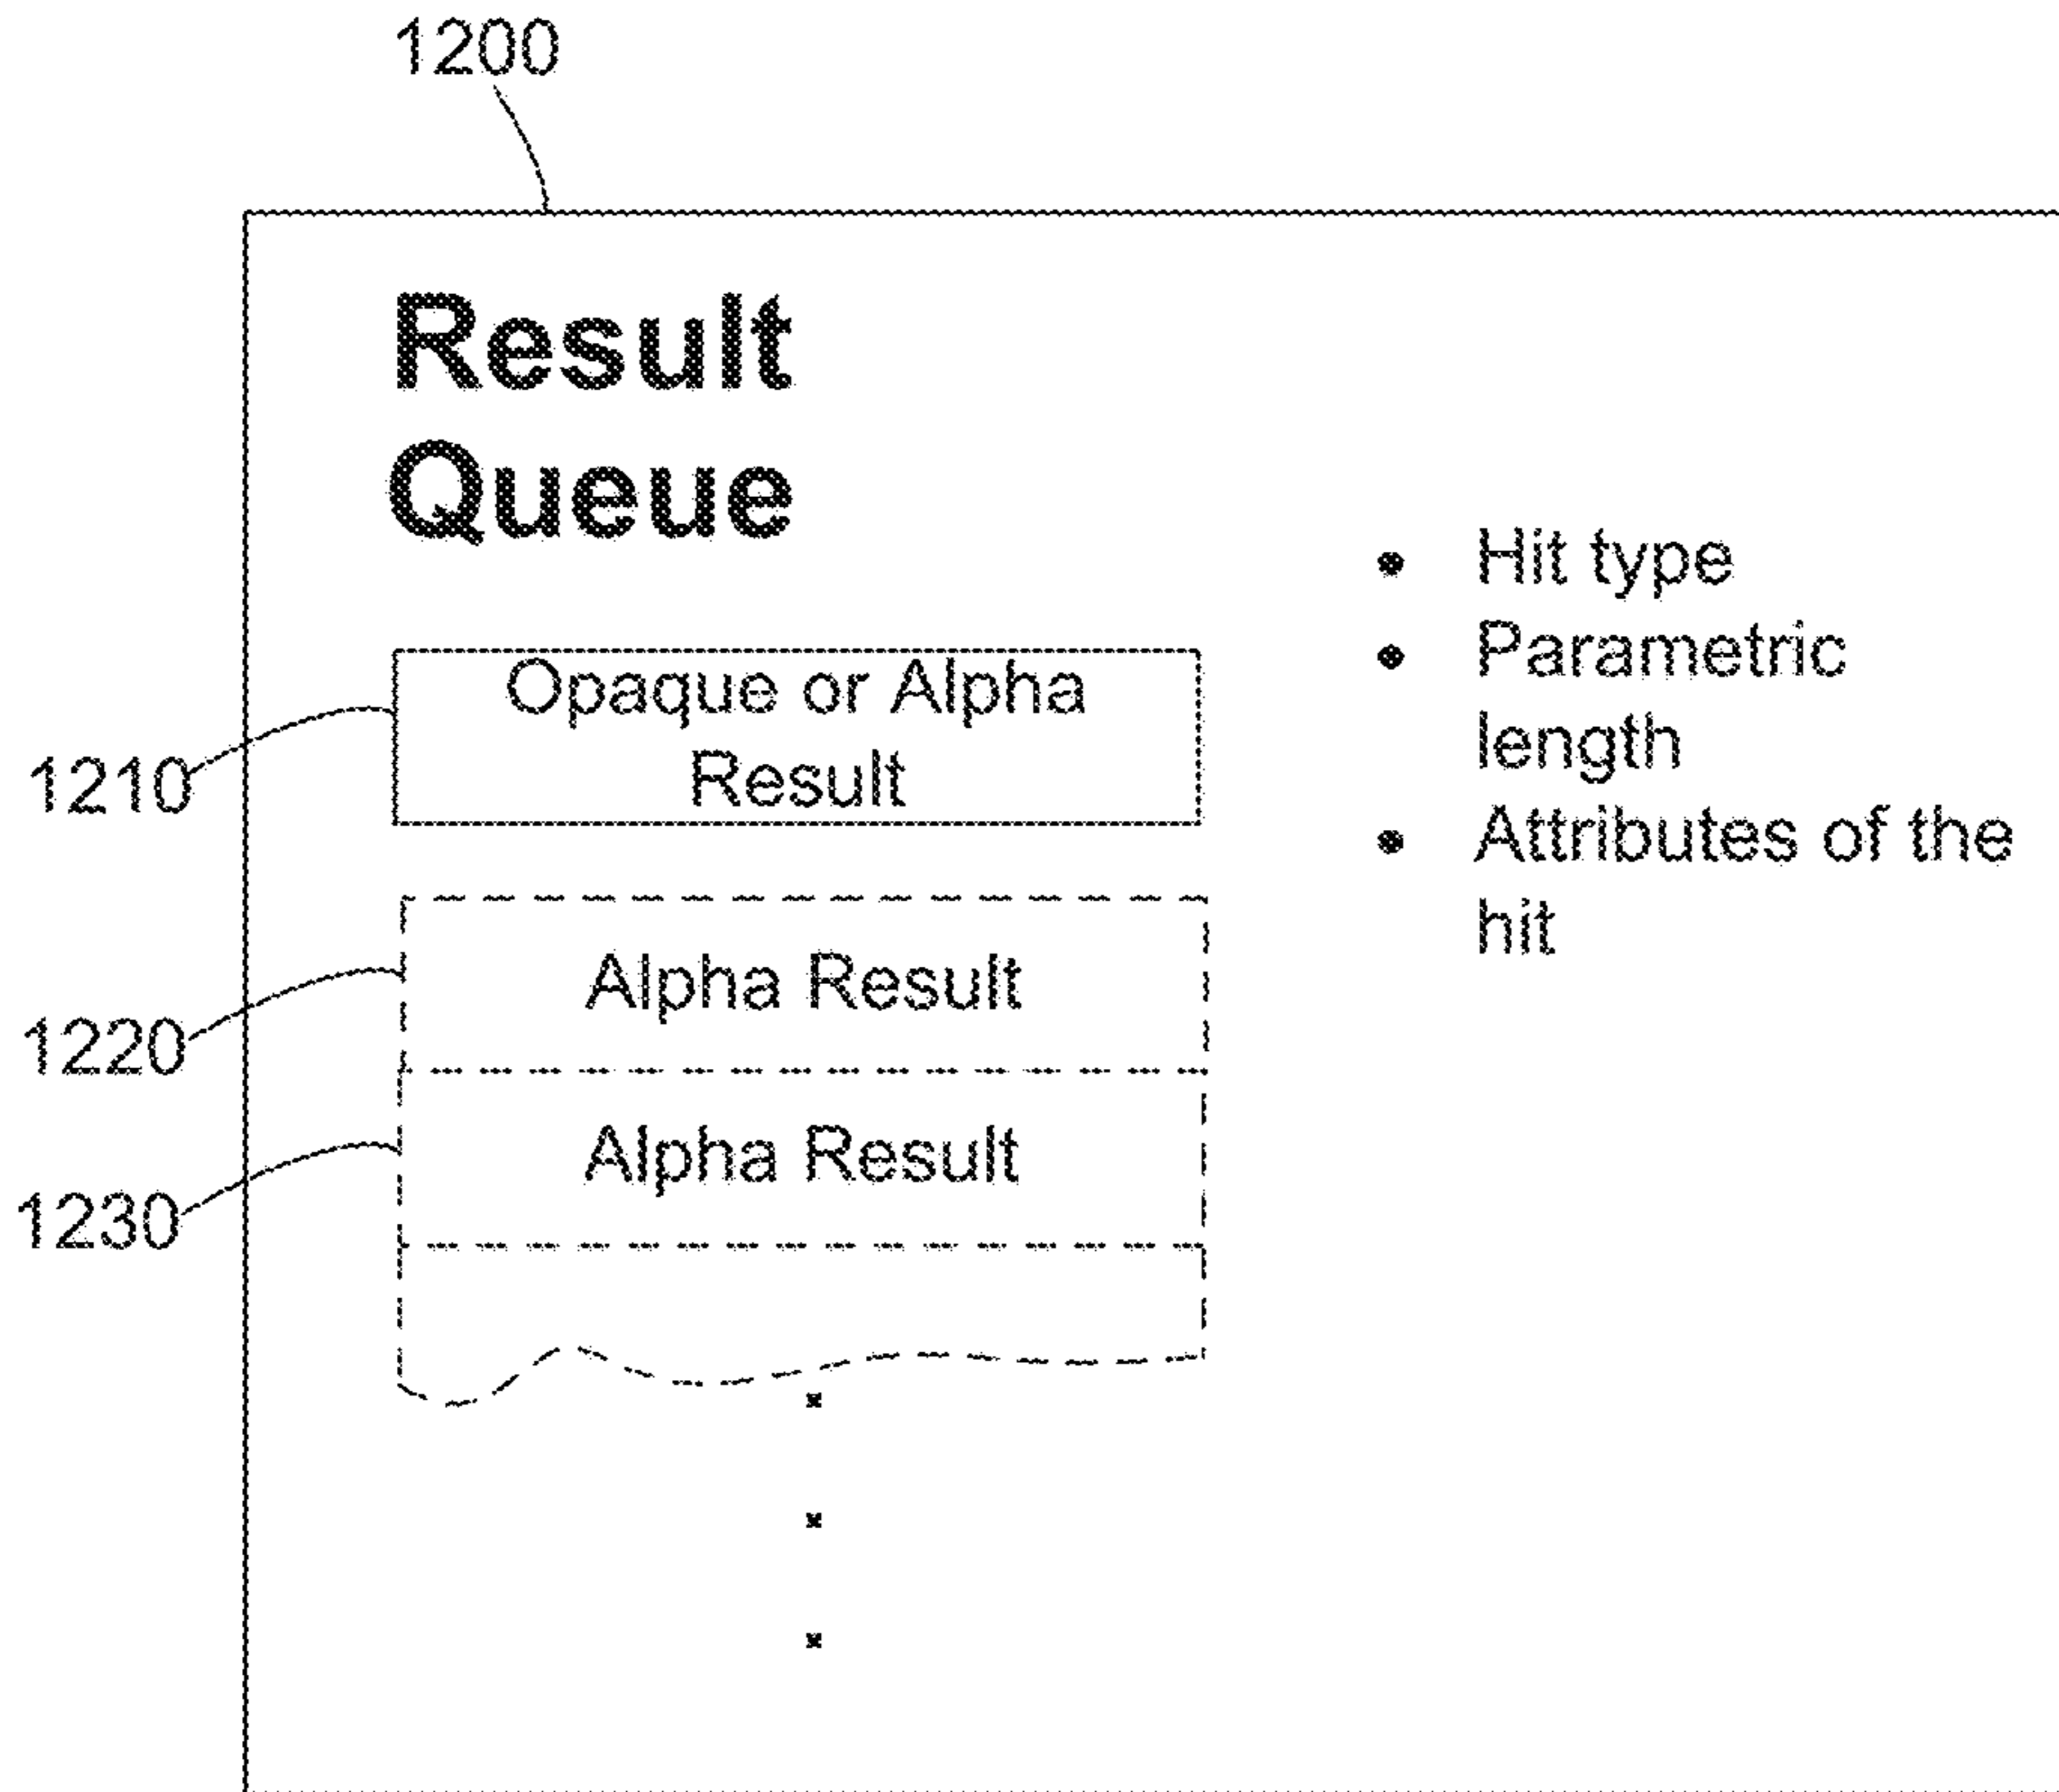 1200
Result
Queue
• Hit type
• Parametric
length
• Attributes of the
hit
Opaque or Alpha
Result
1210
Alpha Result
1220
Alpha Result
1230